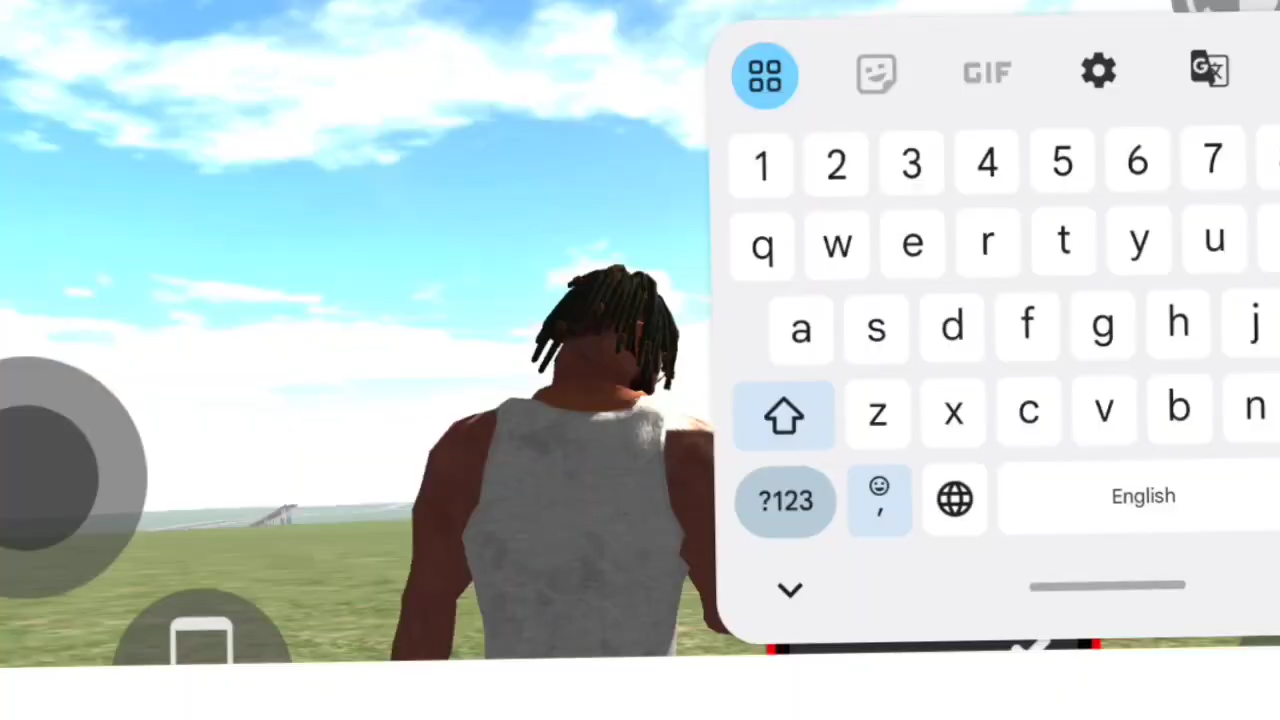 GIF
1 2 3 4 5 6 7
q w e r t y u
a s d f g h j
z x c v b n
?123 , English